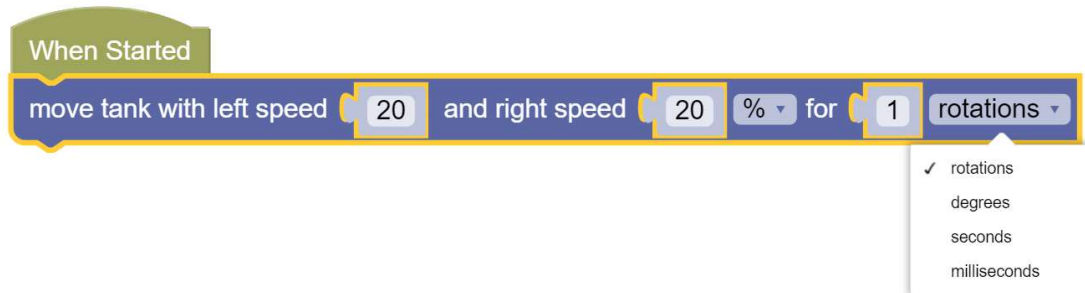 When Started
move tank with left speed 20 and right speed 20 % for 1 rotations
✓ rotations
degrees
seconds
milliseconds